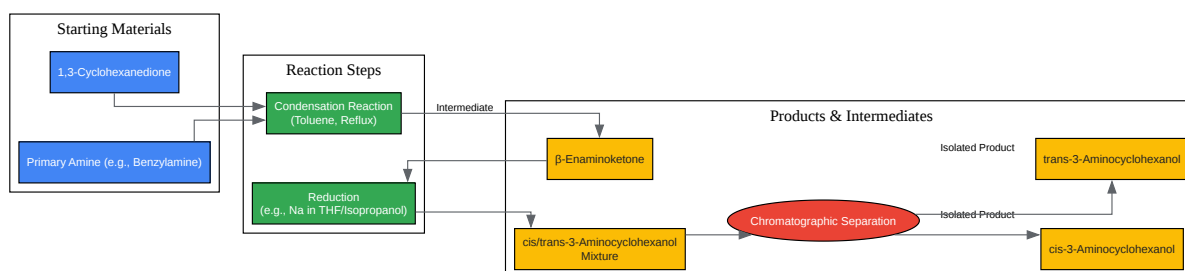 Starting Materials
1,3-Cyclohexanedione
Primary Amine (e.g., Benzylamine)
Reaction Steps
Condensation Reaction
(Toluene, Reflux)
Reduction
(e.g., Na in THF/Isopropanol)
Intermediate
Products & Intermediates
β-Enaminoketone
cis/trans-3-Aminocyclohexanol
Mixture
Chromatographic Separation
Isolated Product
trans-3-Aminocyclohexanol
Isolated Product
cis-3-Aminocyclohexanol